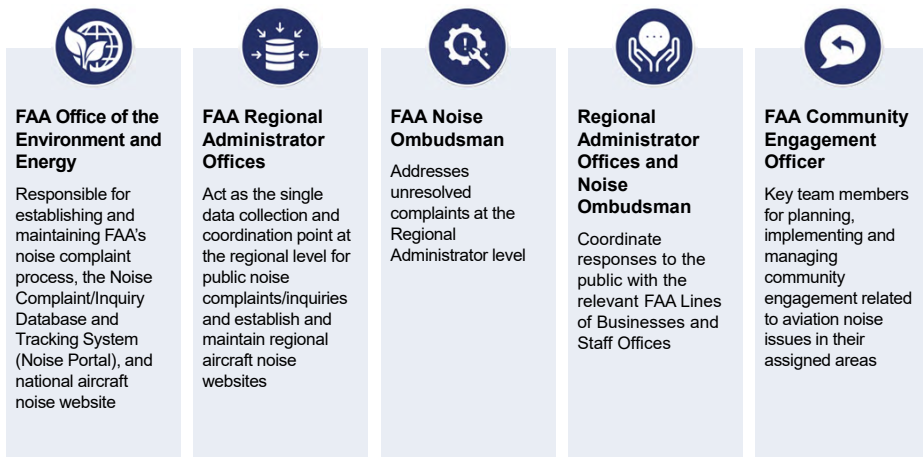 FAA Office of the
Environment and
Energy
Responsible for
establishing and
maintaining FAA's
noise complaint
process, the Noise
Complaint/Inquiry
Database and
Tracking System
(Noise Portal), and
national aircraft
noise website
FAA Regional
Administrator
Offices
Act as the single
data collection and
coordination point at
the regional level for
public noise
complaints/inquiries
and establish and
maintain regional
aircraft noise
websites
FAA Noise
Ombudsman
Addresses
unresolved
complaints at the
Regional
Administrator level
Regional
Administrator
Offices and
Noise
Ombudsman
Coordinate
responses to the
public with the
relevant FAA Lines
of Businesses and
Staff Offices
FAA Community
Engagement
Officer
Key team members
for planning,
implementing and
managing
community
engagement related
to aviation noise
issues in their
assigned areas